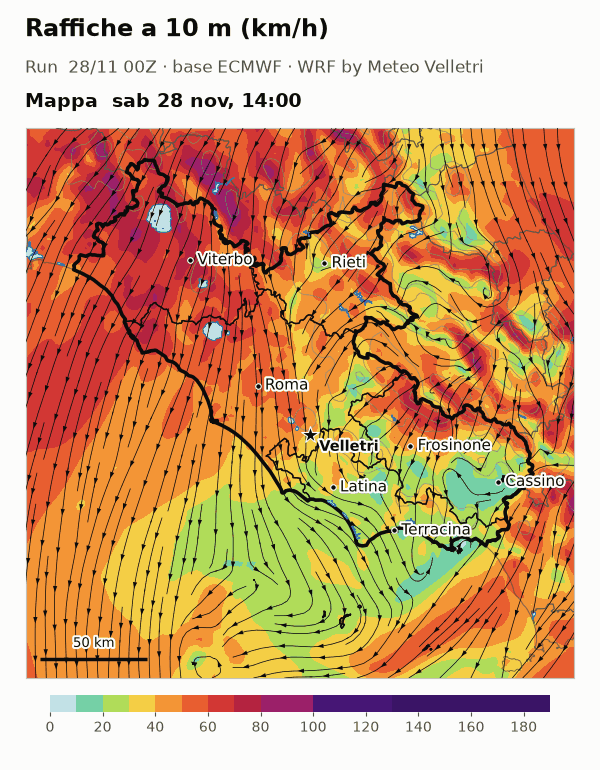 Raffiche a 10 m (km/h)
Run 28/11 00Z · base ECMWF · WRF by Meteo Velletri
Mappa sab 28 nov, 14:00
Viterbo
Rieti
Roma
Velletri
Frosinone
Latina
Cassino
Terracina
50 km
0 20 40 60 80 100 120 140 160 180